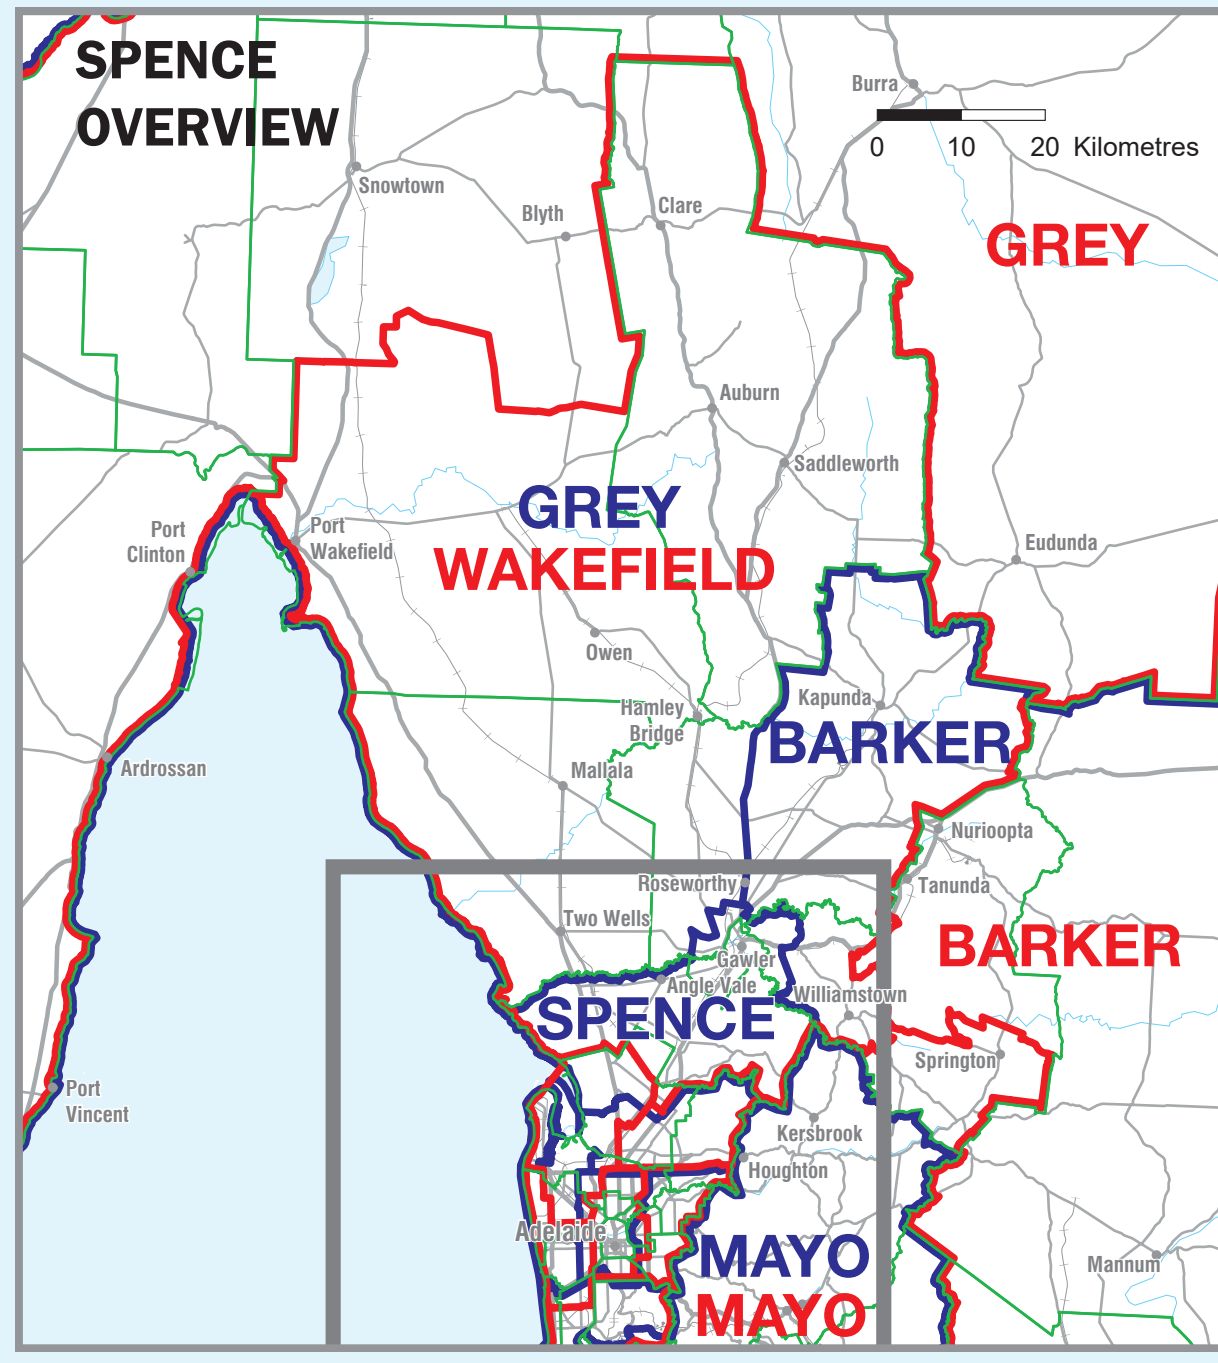 SPENCE
OVERVIEW
Burra
0 10 20 Kilometres
Snowtown
Blyth
Clare
GREY
Auburn
Saddleworth
GREY
WAKEFIELD
Port
Clinton
Port
Wakefield
Eudunda
Owen
Hamley
Bridge
Kapunda
BARKER
Ardrossan
Mallala
Nurioopta
Roseworthy
Tanunda
Two Wells
BARKER
Gawler
Angle Vale
Williamstown
SPENCE
Springton
Port
Vincent
Kersbrook
Houghton
Adelaide
MAYO
MAYO
Mannum